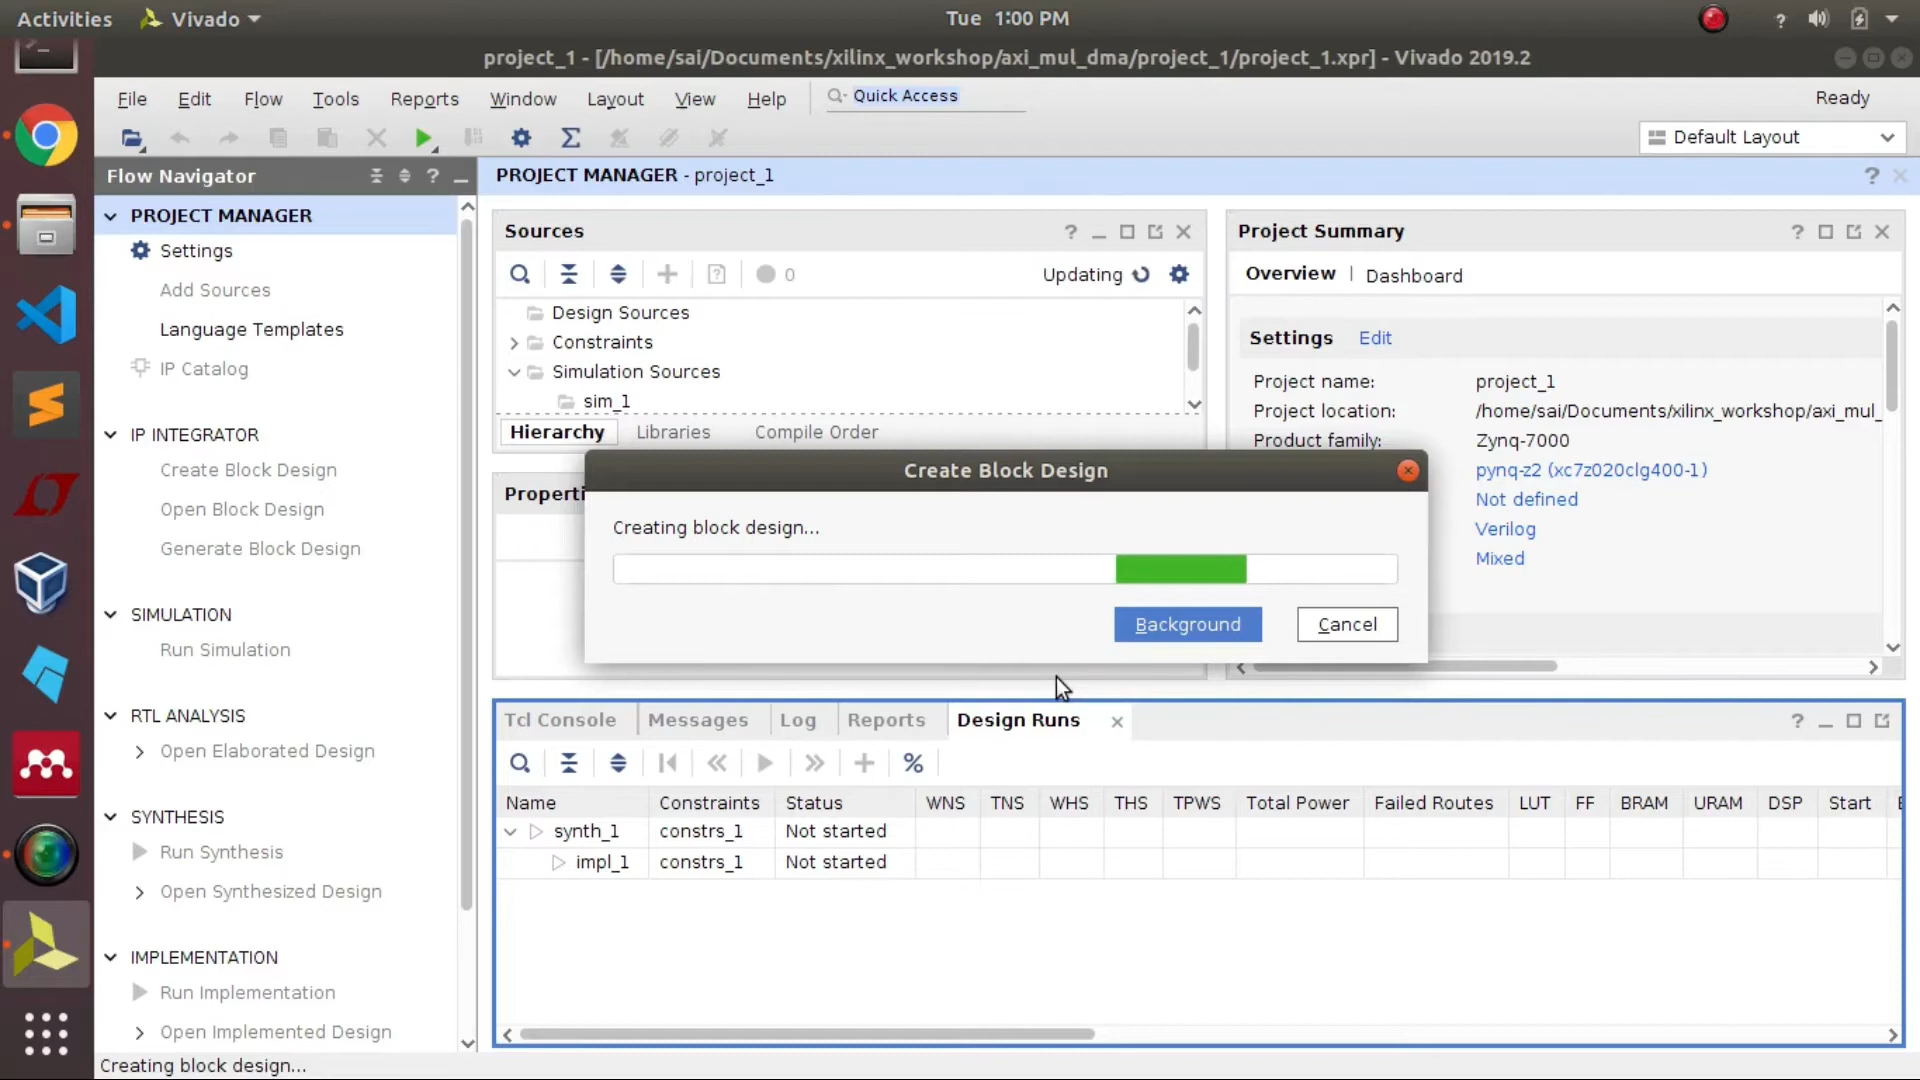 Activities
Vivado
Tue 1:00 PM
?
project_1 - [/home/sai/Documents/xilinx_workshop/axi_mul_dma/project_1/project_1.xpr] - Vivado 2019.2
File Edit Flow Tools Reports Window Layout View Help
Quick Access
Ready
Default Layout
Flow Navigator
?
PROJECT MANAGER
Settings
Add Sources
Language Templates
IP Catalog
IP INTEGRATOR
Create Block Design
Open Block Design
Generate Block Design
SIMULATION
Run Simulation
RTL ANALYSIS
Open Elaborated Design
SYNTHESIS
Run Synthesis
Open Synthesized Design
IMPLEMENTATION
Run Implementation
Open Implemented Design
Creating block design...
PROJECT MANAGER - project_1
?
Sources
?
0
Updating
Design Sources
Constraints
Simulation Sources
sim_1
Hierarchy Libraries Compile Order
Project Summary
?
Overview | Dashboard
Settings Edit
Project name: project_1
Project location: /home/sai/Documents/xilinx_workshop/axi_mul_
Product family: Zynq-7000
pynq-z2 (xc7z020clg400-1)
Not defined
Verilog
Mixed
Properti
Create Block Design
Creating block design...
Background
Cancel
Tcl Console Messages Log Reports Design Runs
?
%
Name Constraints Status WNS TNS WHS THS TPWS Total Power Failed Routes LUT FF BRAM URAM DSP Start
synth_1 constrs_1 Not started
impl_1 constrs_1 Not started